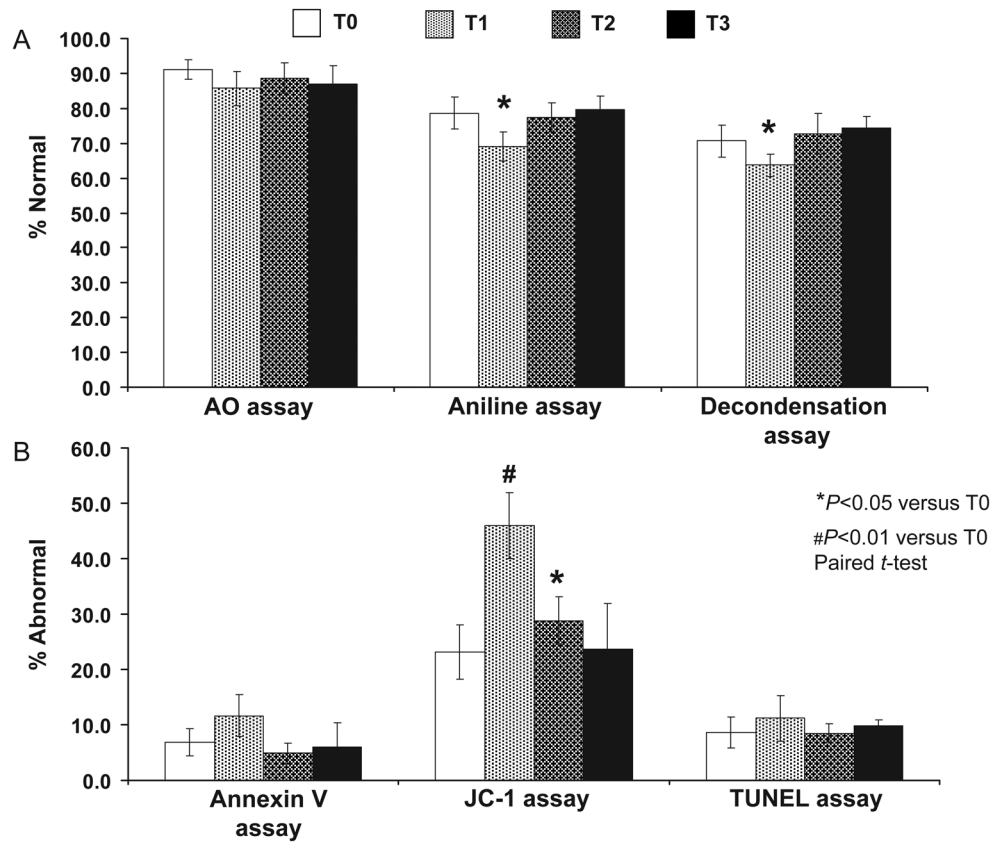 T0 T1 T2 T3
A
100.0
90.0
80.0
70.0
60.0
50.0
40.0
30.0
20.0
10.0
0.0
% Normal
* *
AO assay Aniline assay Decondensation
assay
B
60.0
50.0
40.0
30.0
20.0
10.0
0.0
% Abnormal
#
*
*P<0.05 versus T0
#P<0.01 versus T0
Paired t-test
Annexin V JC-1 assay TUNEL assay
assay